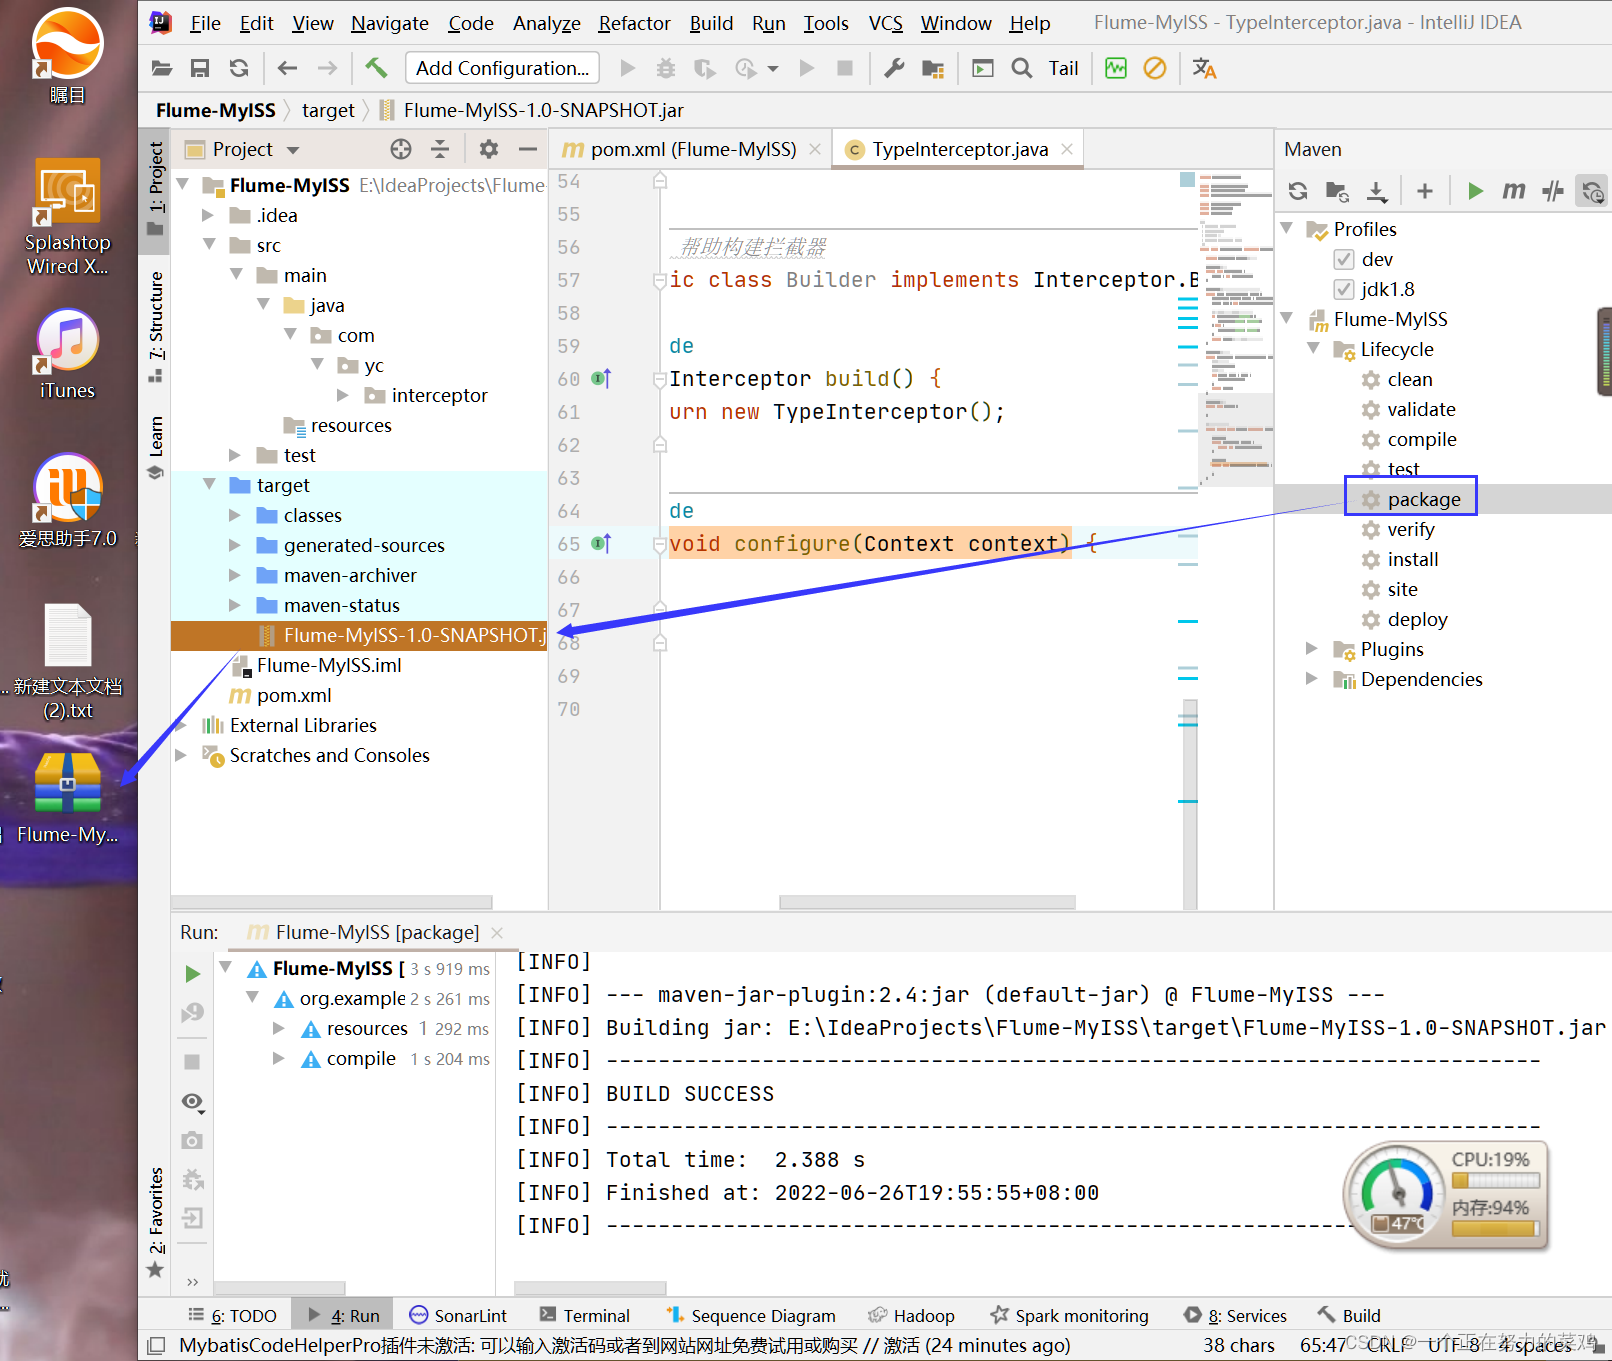 瞩目
Splashtop
Wired X...
iTunes
爱思助手7.0
新建文本文档
(2).txt
Flume-My...
File Edit View Navigate Code Analyze Refactor Build Run Tools VCS Window Help Flume-MyISS - TypeInterceptor.java - IntelliJ IDEA
Add Configuration... Tail
Flume-MyISS target Flume-MyISS-1.0-SNAPSHOT.jar
1: Project
7: Structure
Learn
2: Favorites
Project
Flume-MyISS E:\IdeaProjects\Flume-
.idea
src
main
java
com
yc
interceptor
resources
test
target
classes
generated-sources
maven-archiver
maven-status
Flume-MyISS-1.0-SNAPSHOT.j
Flume-MyISS.iml
pom.xml
External Libraries
Scratches and Consoles
pom.xml (Flume-MyISS) TypeInterceptor.java
54
55
56 帮助构建拦截器
57 ic class Builder implements Interceptor.B
58
59 de
60 Interceptor build() {
61 urn new TypeInterceptor();
62
63
64 de
65 void configure(Context context) {
66
67
68
69
70
Maven
Profiles
dev
jdk1.8
Flume-MyISS
Lifecycle
clean
validate
compile
test
package
verify
install
site
deploy
Plugins
Dependencies
Run: Flume-MyISS [package]
Flume-MyISS [ 3 s 919 ms
org.example 2 s 261 ms
resources 1 292 ms
compile 1 s 204 ms
[INFO]
[INFO] --- maven-jar-plugin:2.4:jar (default-jar) @ Flume-MyISS ---
[INFO] Building jar: E:\IdeaProjects\Flume-MyISS\target\Flume-MyISS-1.0-SNAPSHOT.jar
[INFO] ------------------------------------------------------------------------
[INFO] BUILD SUCCESS
[INFO] ------------------------------------------------------------------------
[INFO] Total time:  2.388 s
[INFO] Finished at: 2022-06-26T19:55:55+08:00
[INFO] ------------------------------------------------------------------------
CPU:19%
内存:94%
47℃
6: TODO 4: Run SonarLint Terminal Sequence Diagram Hadoop Spark monitoring 8: Services Build
MybatisCodeHelperPro插件未激活: 可以输入激活码或者到网站网址免费试用或购买 // 激活 (24 minutes ago) 38 chars 65:47 CRLF UTF-8 4 spaces
CSDN @一个正在努力的菜鸡